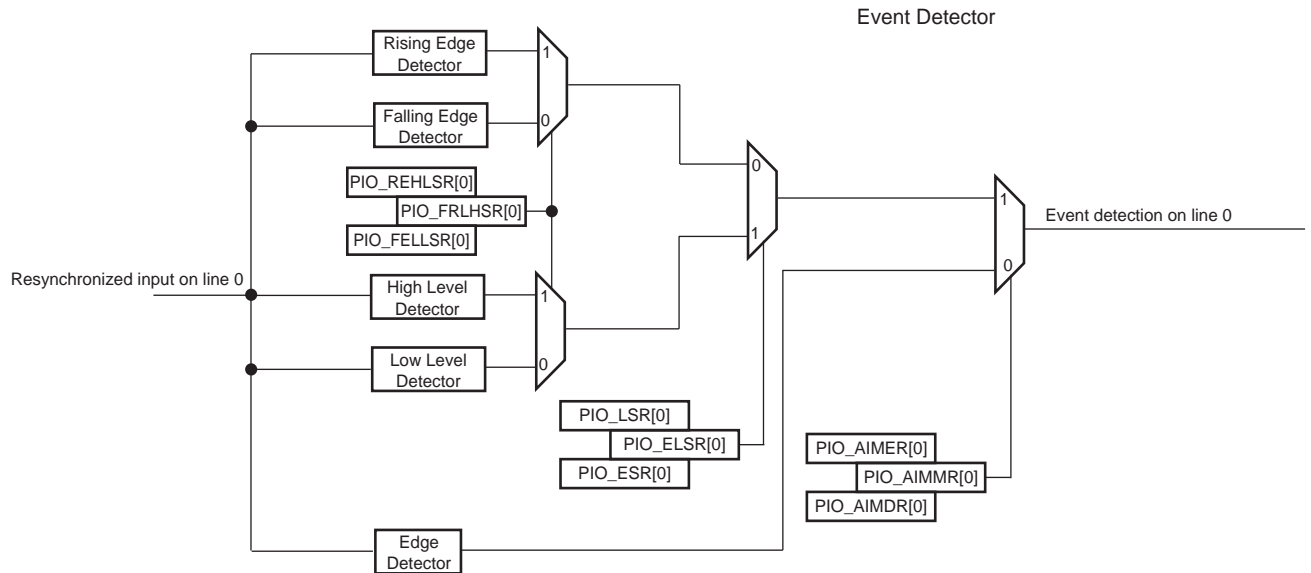 Event Detector
Rising Edge
Detector
1
Falling Edge
Detector
0
PIO_REHLSR[0]
PIO_FRLHSR[0]
PIO_FELLSR[0]
0
1
1
Event detection on line 0
0
Resynchronized input on line 0
High Level
Detector
1
Low Level
Detector
0
PIO_LSR[0]
PIO_ELSR[0]
PIO_ESR[0]
PIO_AIMER[0]
PIO_AIMMR[0]
PIO_AIMDR[0]
Edge
Detector